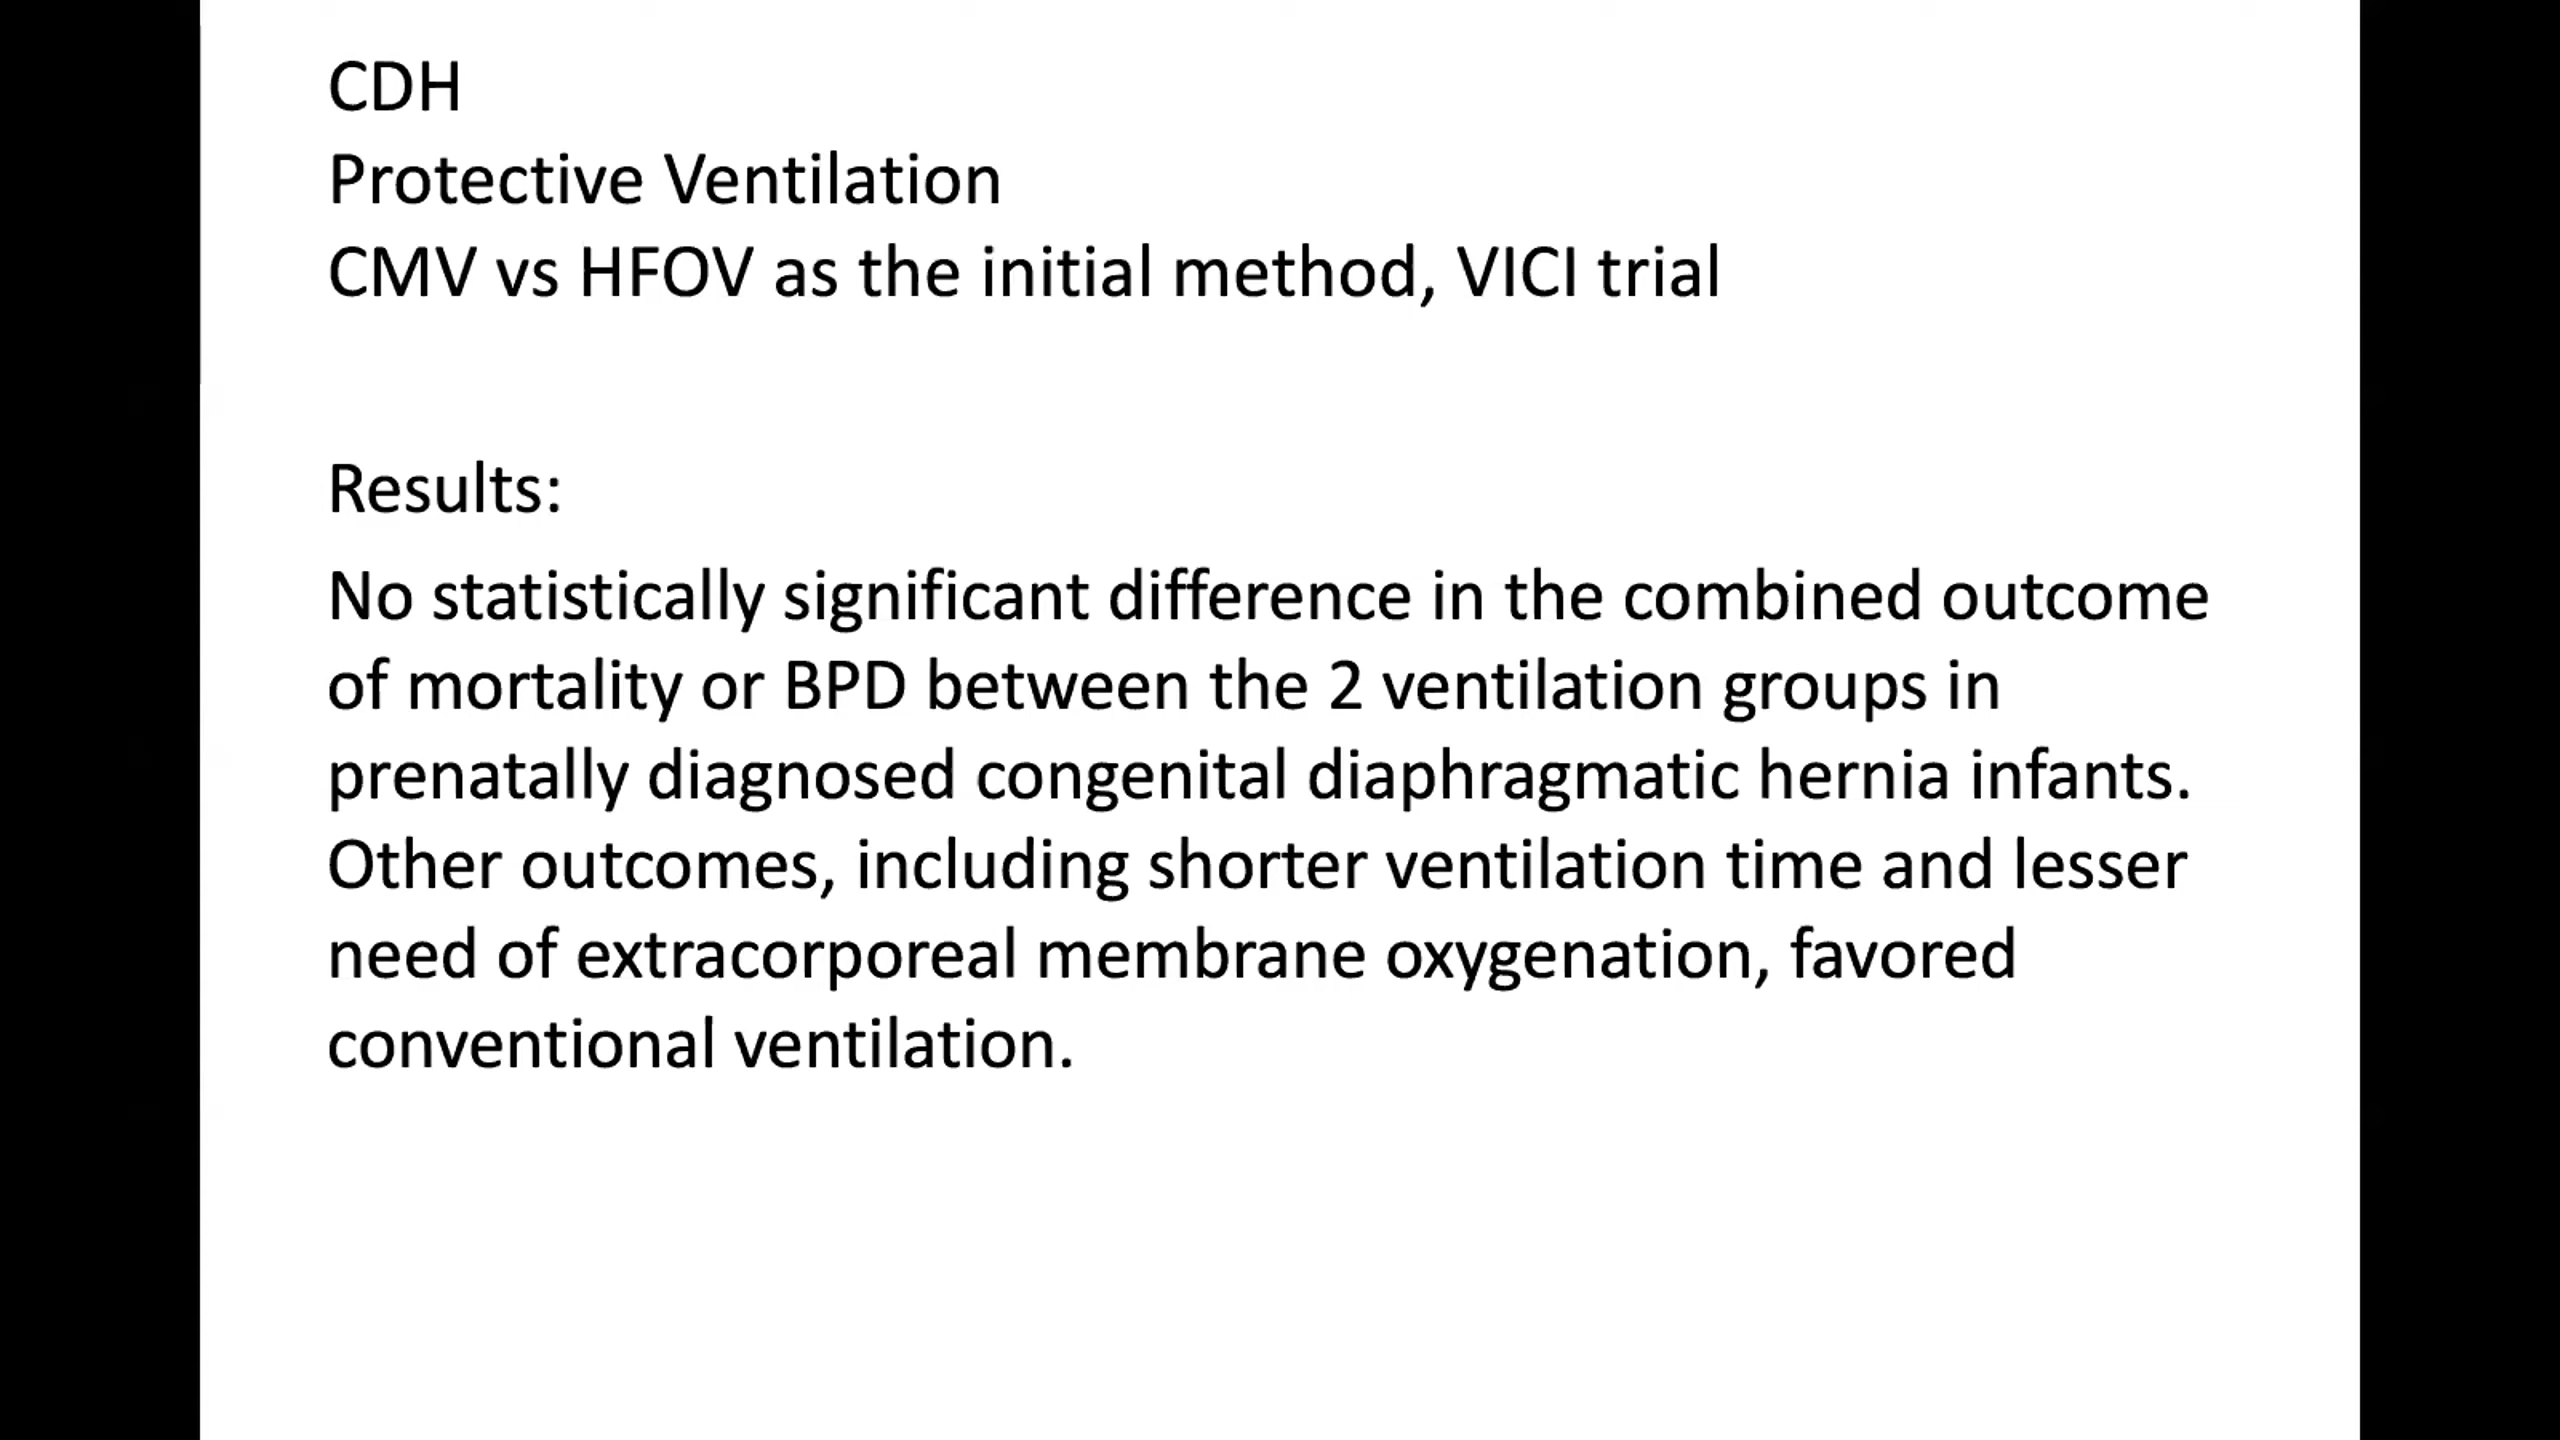 CDH
Protective Ventilation
CMV vs HFOV as the initial method, VICI trial
Results:
No statistically significant difference in the combined outcome
of mortality or BPD between the 2 ventilation groups in
prenatally diagnosed congenital diaphragmatic hernia infants.
Other outcomes, including shorter ventilation time and lesser
need of extracorporeal membrane oxygenation, favored
conventional ventilation.